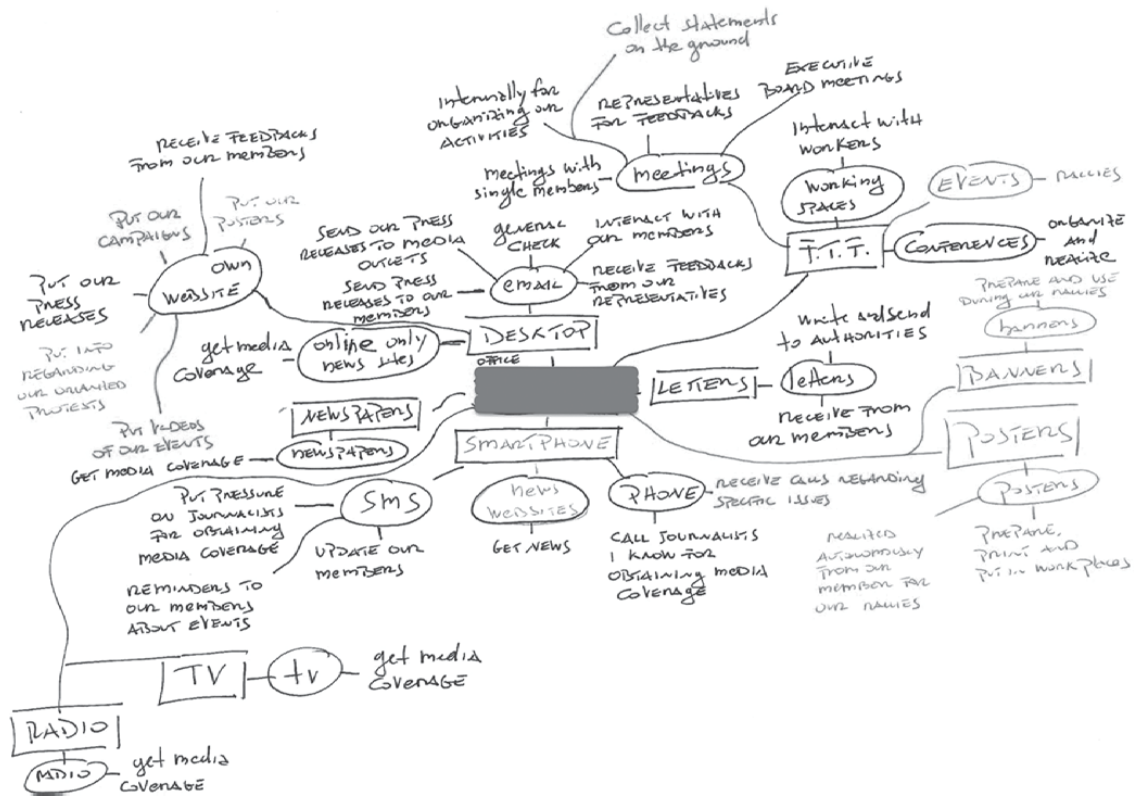 Collect statements
on the ground
Internally for
organizing our
activities
REPRESENTATIVES
FOR FEEDBACKS
EXECUTIVE
BOARD MEETINGS
meetings with
single members
meetings
Interact with
workers
working
spaces
EVENTS
RALLIES
F.T.F.
CONFERENCES
ORGANIZE
AND
REALIZE
RECEIVE FEEDBACKS
FROM OUR MEMBERS
PUT OUR
CAMPAIGNS
PUT OUR
POSTERS
own
WEBSITE
PUT OUR
PRESS
RELEASES
PUT INFO
REGARDING
OUR ORGANIZED
PROTESTS
PUT VIDEOS
OF OUR EVENTS
SEND OUR PRESS
RELEASES TO MEDIA
OUTLETS
general
check
INTERACT WITH
OUR MEMBERS
SEND PRESS
RELEASES TO OUR
MEMBERS
email
RECEIVE FEEDBACKS
FROM OUR
REPRESENTATIVES
DESKTOP
OFFICE
get media
coverage
online only
news sites
NEWSPAPERS
NEWSPAPERS
GET MEDIA COVERAGE
LETTERS
letters
write and send
to AUTHORITIES
RECEIVE FROM
OUR MEMBERS
PREPARE AND USE
DURING OUR RALLIES
banners
BANNERS
POSTERS
POSTERS
REALIZED
AUTONOMOUSLY
FROM OUR
MEMBER FOR
OUR RALLIES
PREPARE,
PRINT AND
PUT IN WORKPLACES
SMARTPHONE
SMS
PUT PRESSURE
ON JOURNALISTS
FOR OBTAINING
MEDIA COVERAGE
UPDATE OUR
MEMBERS
REMINDERS TO
OUR MEMBERS
ABOUT EVENTS
news
WEBSITES
GET NEWS
PHONE
RECEIVE CALLS REGARDING
SPECIFIC ISSUES
CALL JOURNALISTS
I KNOW FOR
OBTAINING MEDIA
COVERAGE
TV
tv
get media
COVERAGE
RADIO
RADIO
get media
COVERAGE